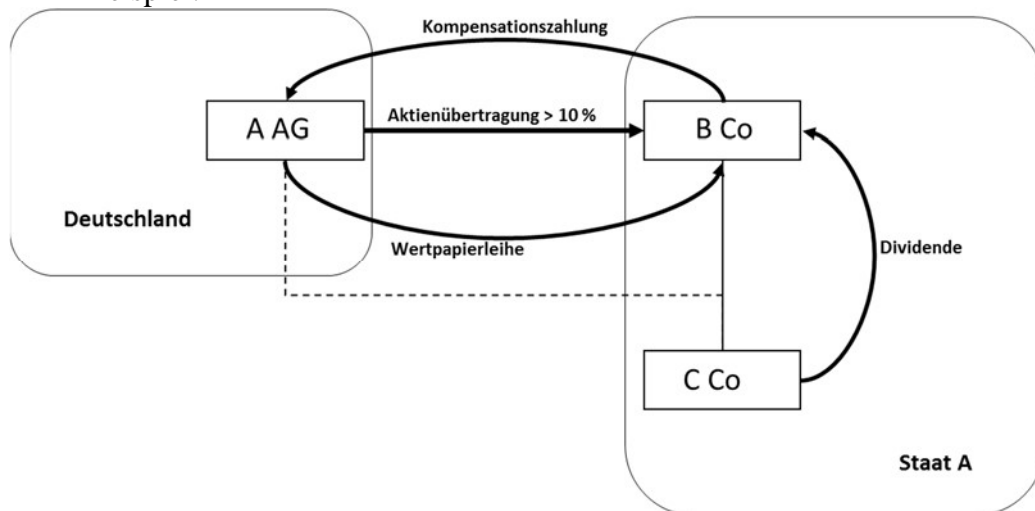 Kompensationszahlung
A AG
Aktienübertragung > 10 %
B Co
Deutschland
Wertpapierleihe
Dividende
C Co
Staat A